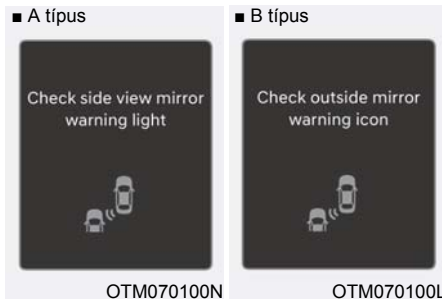 ■ A típus
Check side view mirror
warning light
OTM070100N
■ B típus
Check outside mirror
warning icon
OTM070100L